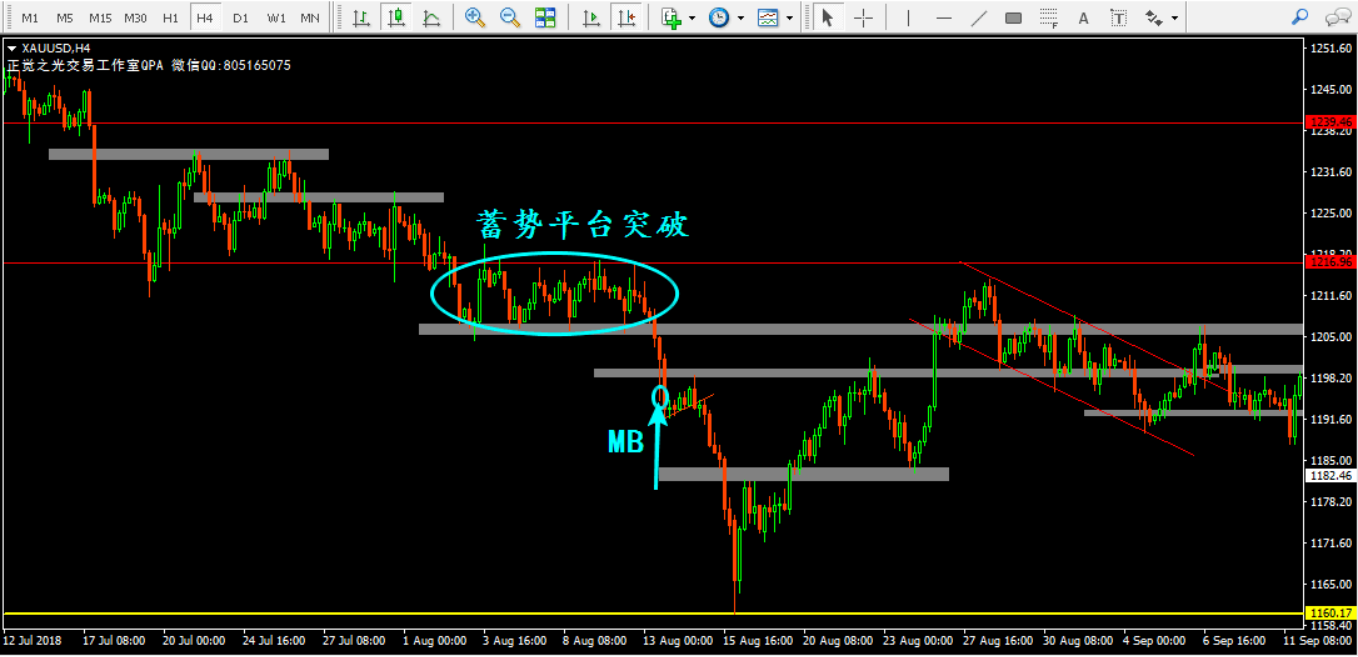 M1 M5 M15 M30 H1 H4 D1 W1 MN
F A T
XAUUSD,H4
正觉之光交易工作室QPA 微信QQ:805165075
蓄势平台突破
MB
1251.60
1245.00
1239.46
1238.20
1231.60
1225.00
1218.20
1216.96
1211.60
1205.00
1198.20
1191.60
1185.00
1182.46
1178.20
1171.60
1165.00
1160.17
1158.40
12 Jul 2018 17 Jul 08:00 20 Jul 00:00 24 Jul 16:00 27 Jul 08:00 1 Aug 00:00 3 Aug 16:00 8 Aug 08:00 13 Aug 00:00 15 Aug 16:00 20 Aug 08:00 23 Aug 00:00 27 Aug 16:00 30 Aug 08:00 4 Sep 00:00 6 Sep 16:00 11 Sep 08:00